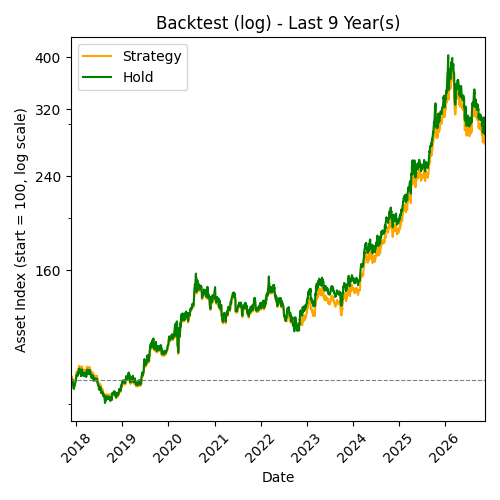 Backtest (log) - Last 9 Year(s)
Strategy
Hold
Asset Index (start = 100, log scale)
400
320
240
160
2018
2019
2020
2021
2022
2023
2024
2025
2026
Date